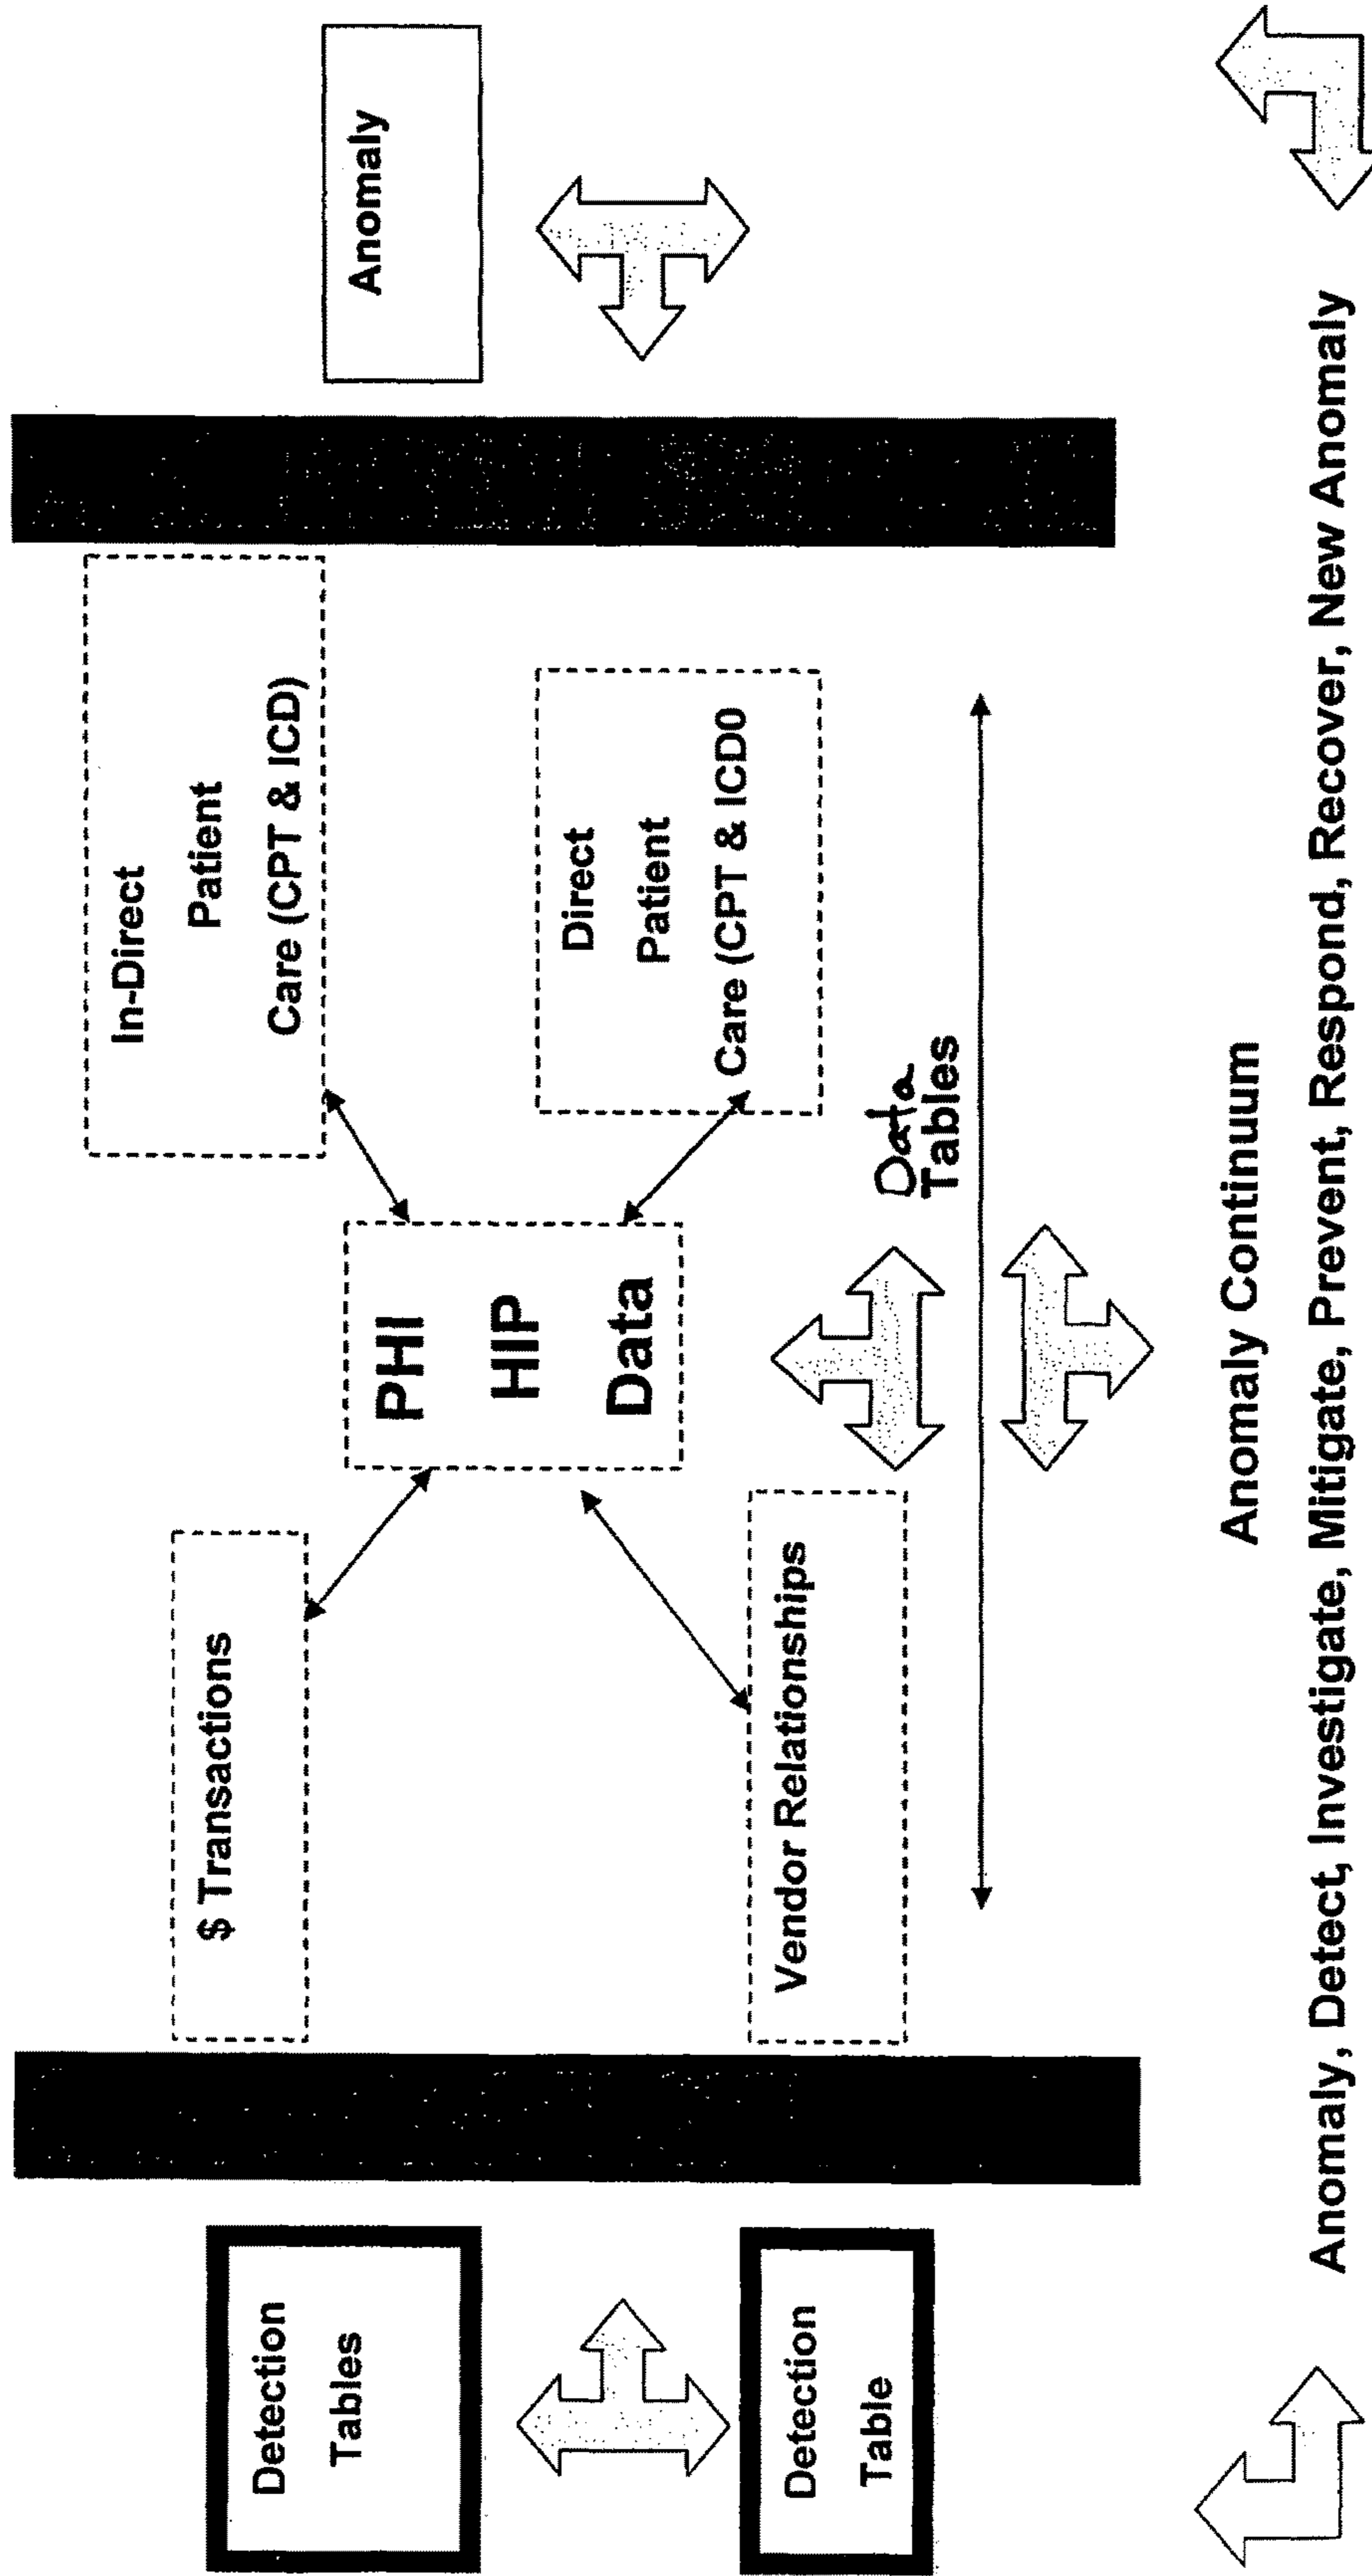 Detection
Tables
Detection
Table
$ Transactions
Vendor Relationships
PHI
HIP
Data
In-Direct
Patient
Care (CPT & ICD)
Direct
Patient
Care (CPT & ICD0
Data
Tables
Anomaly
Anomaly Continuum
Anomaly, Detect, Investigate, Mitigate, Prevent, Respond, Recover, New Anomaly